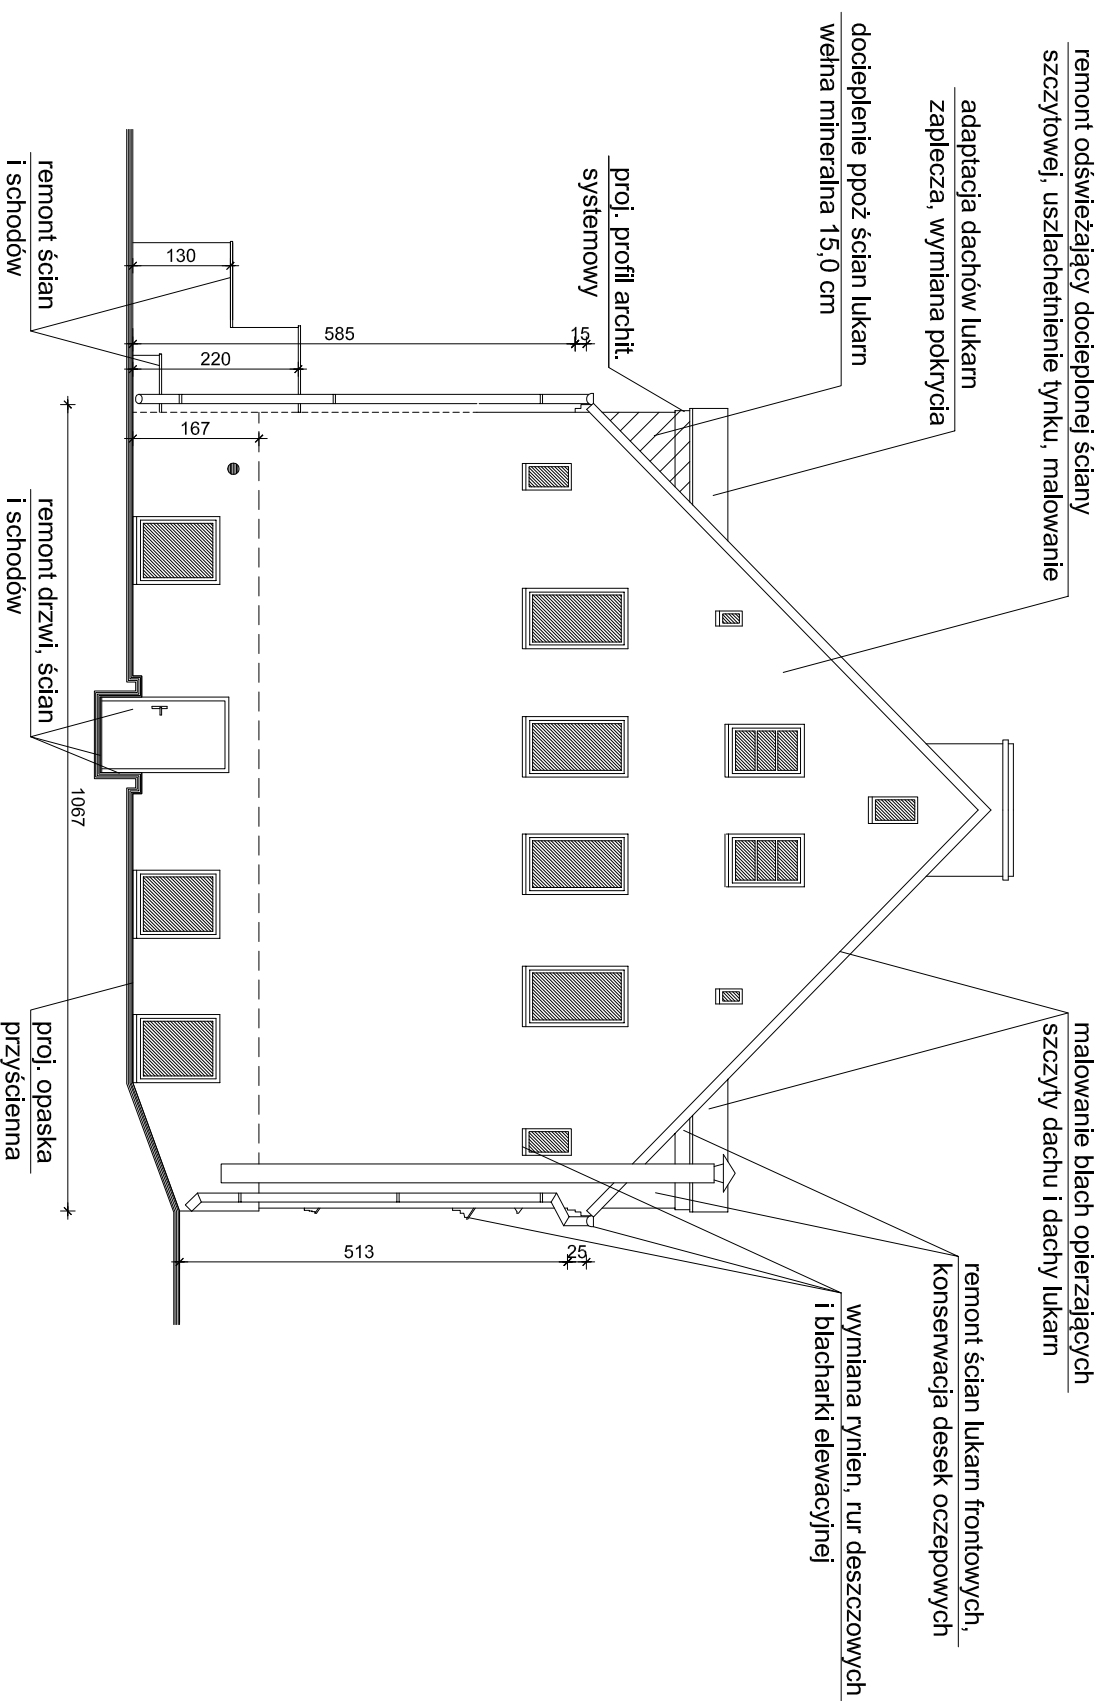 remont odświeżający docieplonej ściany
szczytowej, uszlachetnienie tynku, malowanie
adaptacja dachów lukarn
zaplecza, wymiana pokrycia
docieplenie ppoż ścian lukarn
wełna mineralna 15,0 cm
proj. profil archit.
systemowy
malowanie blach opierzających
szczyty dachu i dachy lukarn
remont ścian lukarn frontowych,
konserwacja desek oczepowych
wymiana rynien, rur deszczowych
i blacharki elewacyjnej
15
585
130
220
167
25
513
1067
remont ścian
i schodów
remont drzwi, ścian
i schodów
proj. opaska
przyścienna